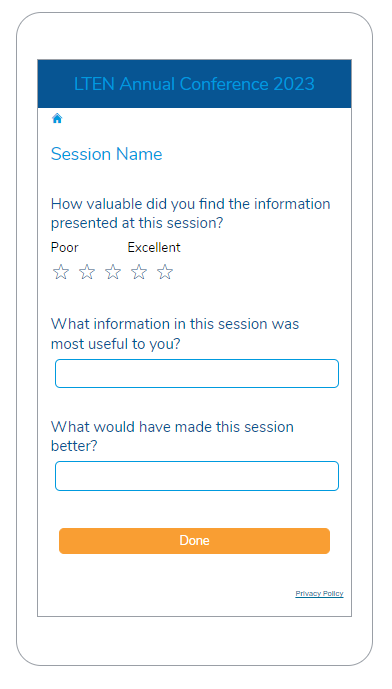 LTEN Annual Conference 2023
Session Name
How valuable did you find the information
presented at this session?
Poor Excellent
What information in this session was
most useful to you?
What would have made this session
better?
Done
Privacy Policy